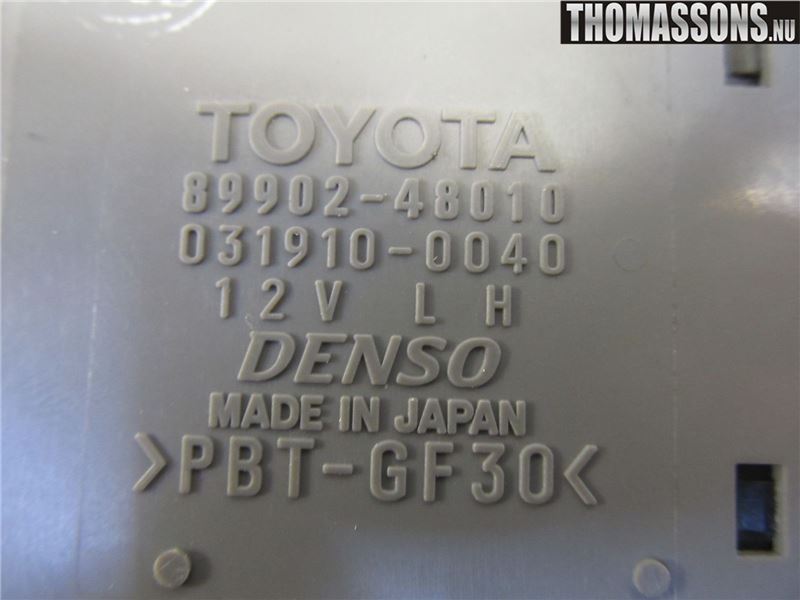 THOMASSONS.NU
TOYOTA
89902-48010
031910-0040
12V LH
DENSO
MADE IN JAPAN
>PBT-GF30<